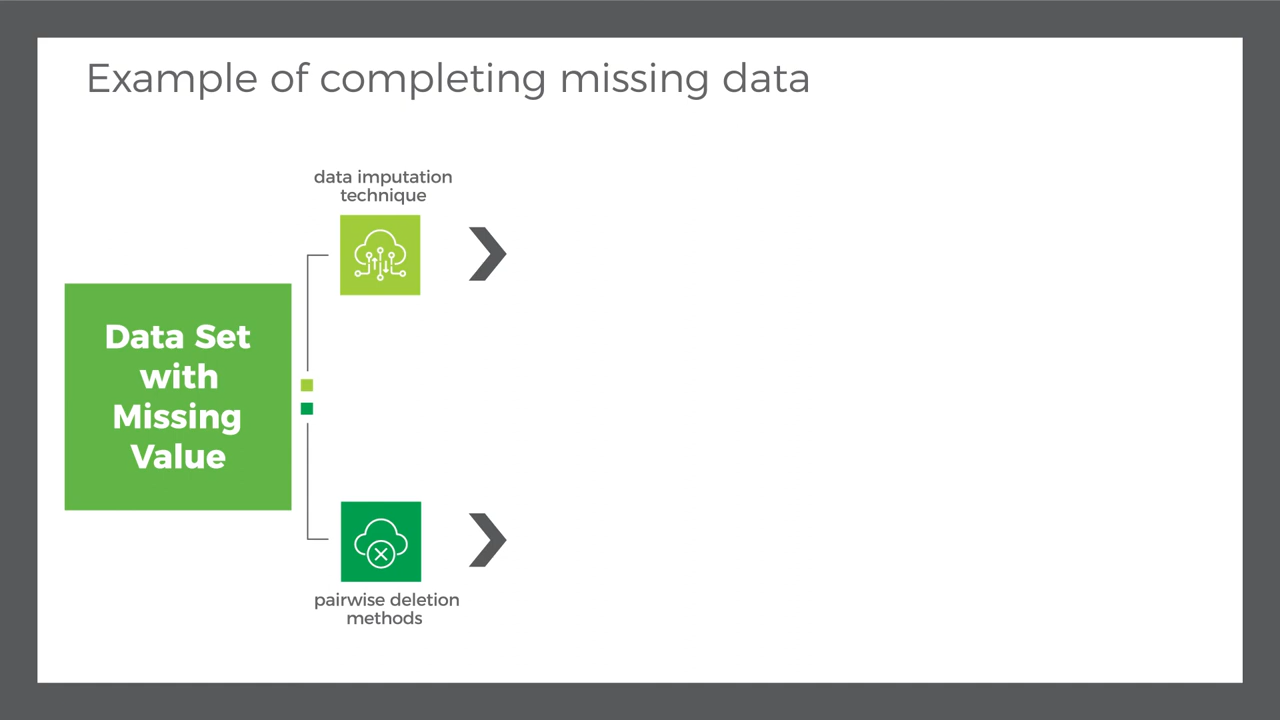 Example of completing missing data
data imputation
technique
Data Set
with
Missing
Value
pairwise deletion
methods